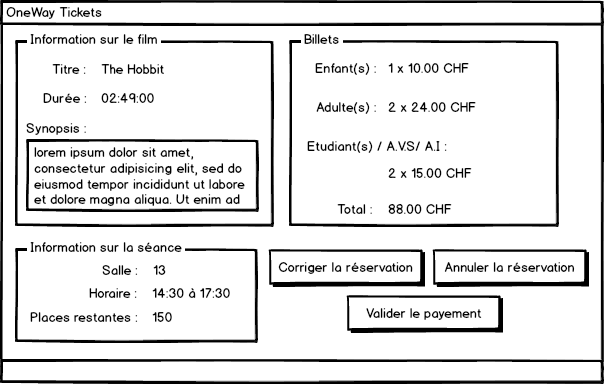 OneWay Tickets
Information sur le film
Titre : The Hobbit
Durée : 02:49:00
Synopsis :
lorem ipsum dolor sit amet,
consectetur adipisicing elit, sed do
eiusmod tempor incididunt ut labore
et dolore magna aliqua. Ut enim ad
Billets
Enfant(s) : 1 x 10.00 CHF
Adulte(s) : 2 x 24.00 CHF
Etudiant(s) / A.V.S/ A.I :
2 x 15.00 CHF
Total : 88.00 CHF
Information sur la séance
Salle : 13
Horaire : 14:30 à 17:30
Places restantes : 150
Corriger la réservation
Annuler la réservation
Valider le payement